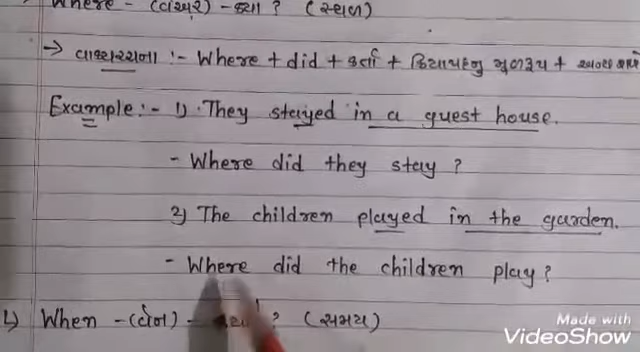 Where - (વ્હેર) - ક્યાં ? (સ્થળ)
→ વાક્યરચના :- Where + did + કર્તા + ક્રિયાપદનું મૂળરૂપ + અન્ય
Example :- 1) They stayed in a guest house.
- Where did they stay ?
2) The children played in the garden.
- Where did the children play?
When - (વેન) - ? (સમય)
Made with
VideoShow